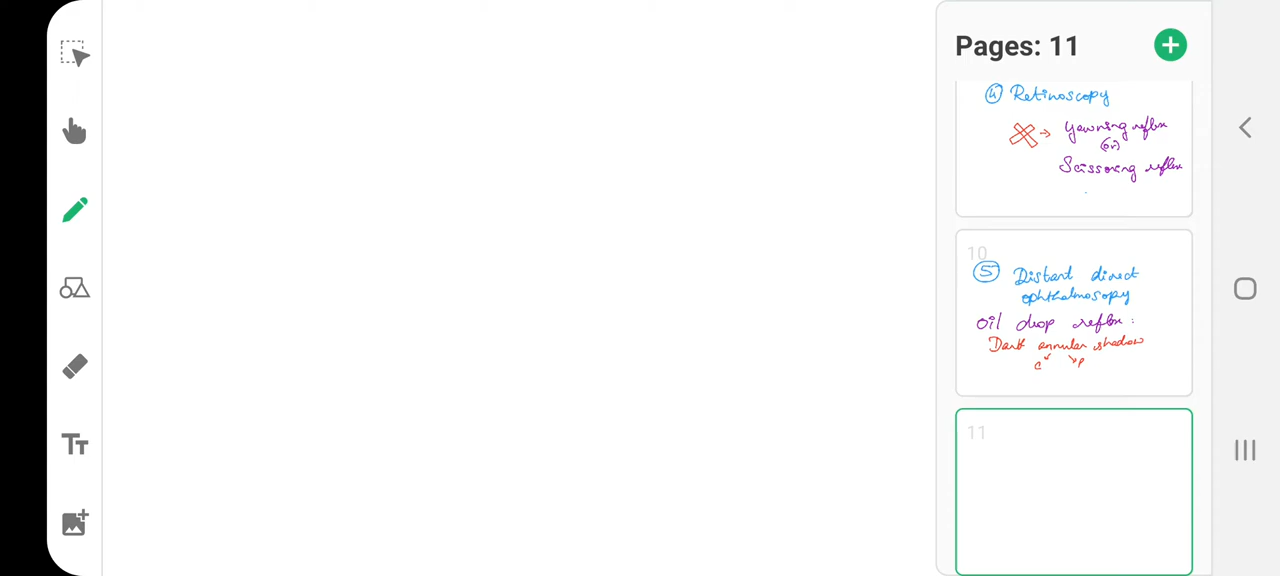 Pages: 11
④ Retinoscopy
Yawning reflex
(or)
Scissoring reflex
10
⑤ Distant direct
ophthalmoscopy
Oil drop reflex:
Dark annular shadow
C P
11
TT